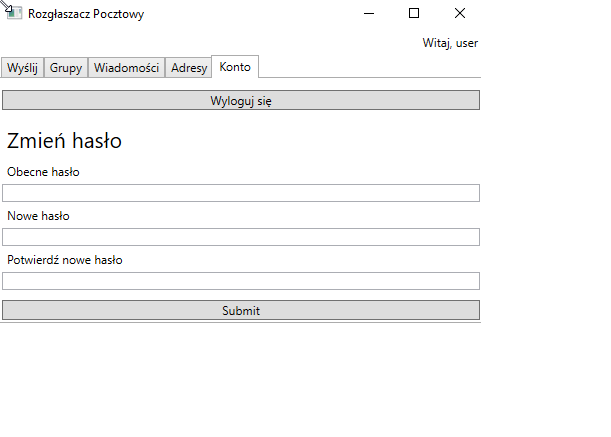 Rozgłaszacz Pocztowy
Witaj, user
Wyślij Grupy Wiadomości Adresy Konto
Wyloguj się
Zmień hasło
Obecne hasło
Nowe hasło
Potwierdź nowe hasło
Submit